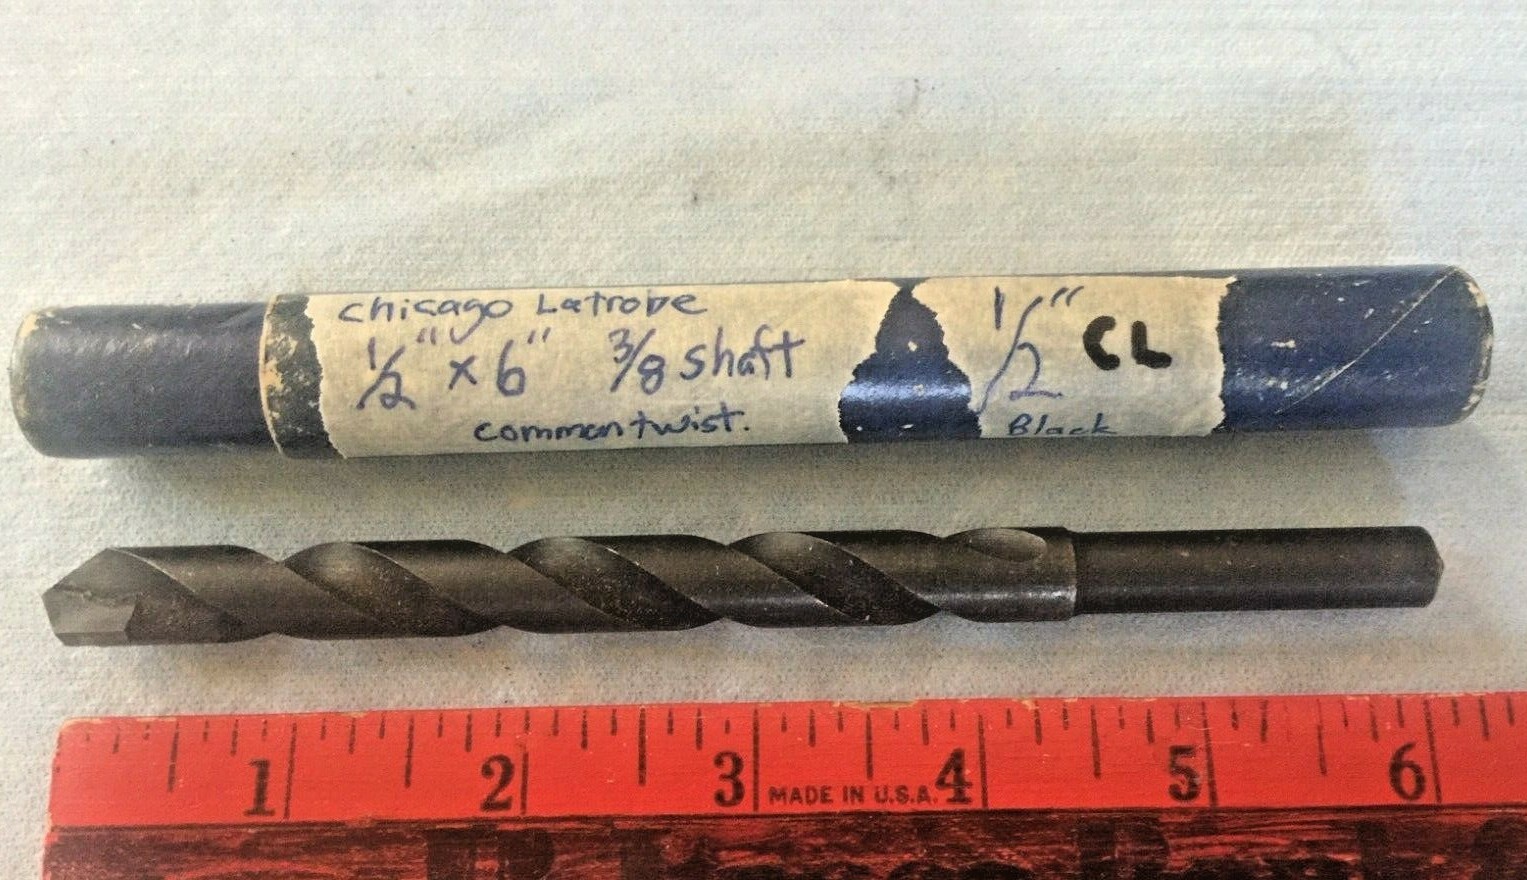 Chicago Latrobe
1/2" x 6" 3/8 shaft
common twist.
1/2" CL
Black
1 2 3 4 5 6
MADE IN U.S.A.